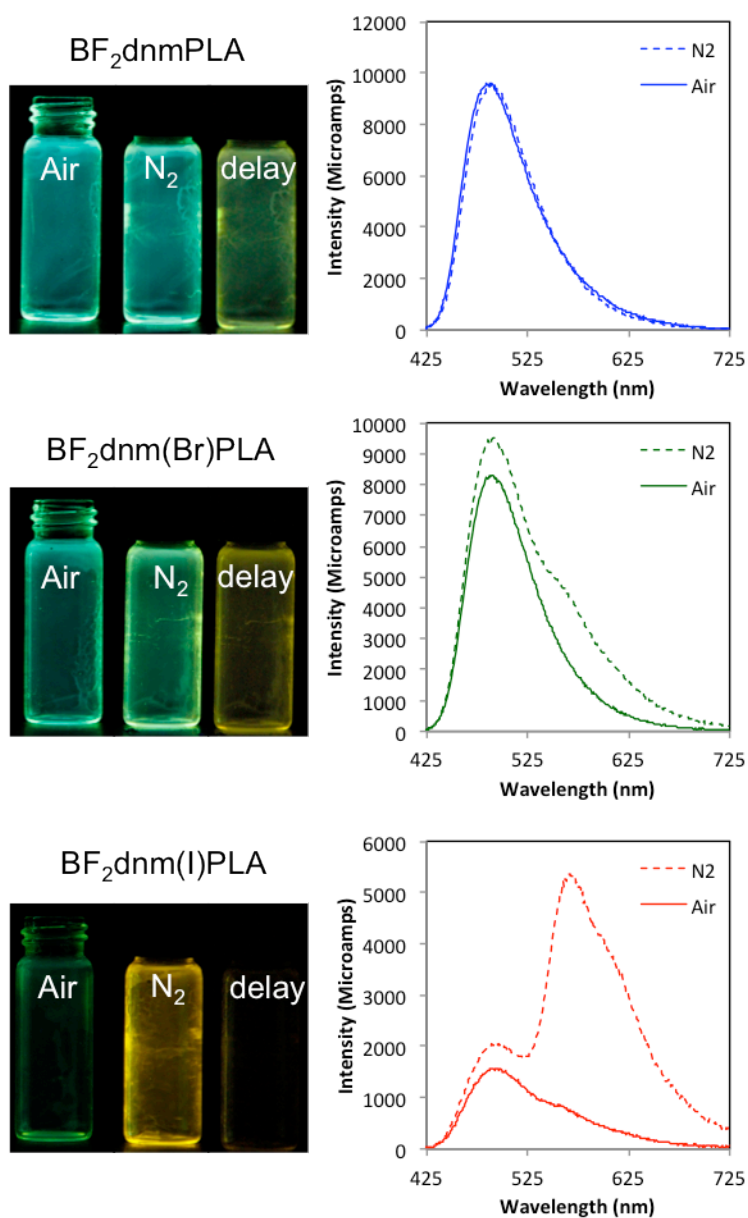 BF₂dnmPLA
Air
N₂
delay
12000
10000
8000
6000
4000
2000
0
Intensity (Microamps)
N2
Air
425
525
625
725
Wavelength (nm)
BF₂dnm(Br)PLA
Air
N₂
delay
10000
9000
8000
7000
6000
5000
4000
3000
2000
1000
0
Intensity (Microamps)
N2
Air
425
525
625
725
Wavelength (nm)
BF₂dnm(I)PLA
Air
N₂
delay
6000
5000
4000
3000
2000
1000
0
Intensity (Microamps)
N2
Air
425
525
625
725
Wavelength (nm)